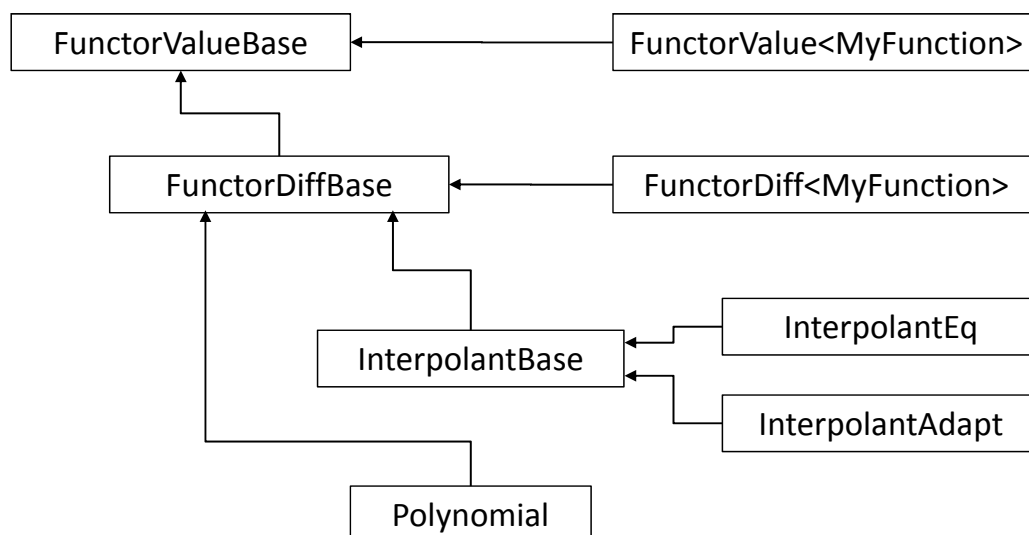 FunctorValueBase
FunctorValue<MyFunction>
FunctorDiffBase
FunctorDiff<MyFunction>
InterpolantEq
InterpolantBase
InterpolantAdapt
Polynomial